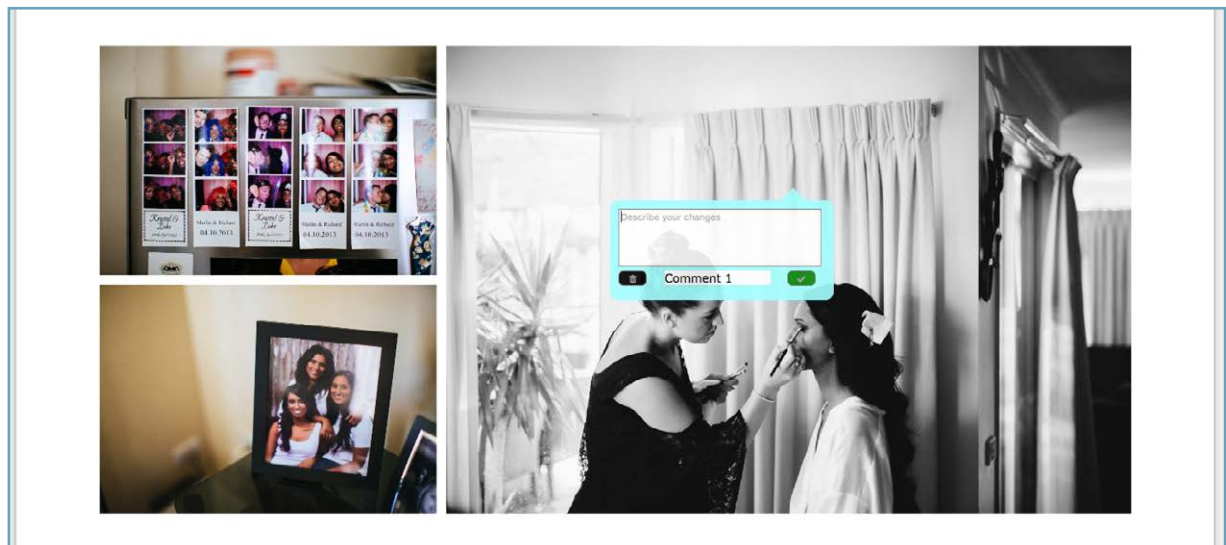 Krystal &
Luke
Martin & Richard
04.10.2013
Krystal &
Luke
Martin & Richard
04.10.2013
Martin & Richard
04.10.2013
OMG
Describe your changes
Comment 1